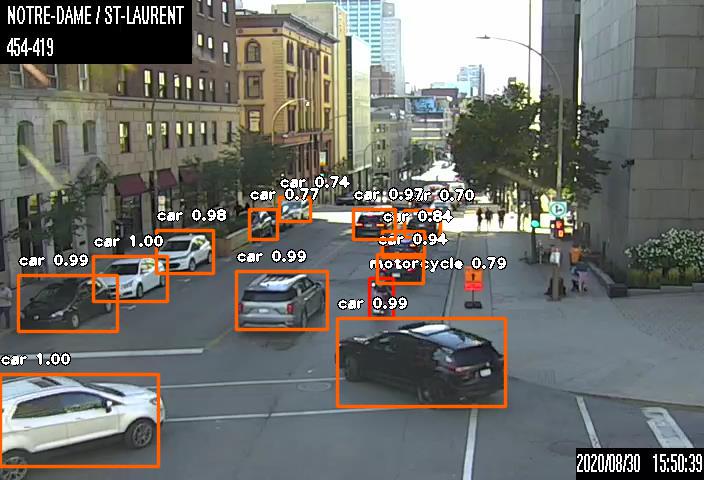 NOTRE-DAME / ST-LAURENT
454-419
car 0.74
car 0.77
car 0.97
0.70
car 0.98
car 0.84
car 1.00
car 0.94
car 0.99
car 0.99
motorcycle 0.79
car 0.99
car 1.00
2020/08/30 15:50:39